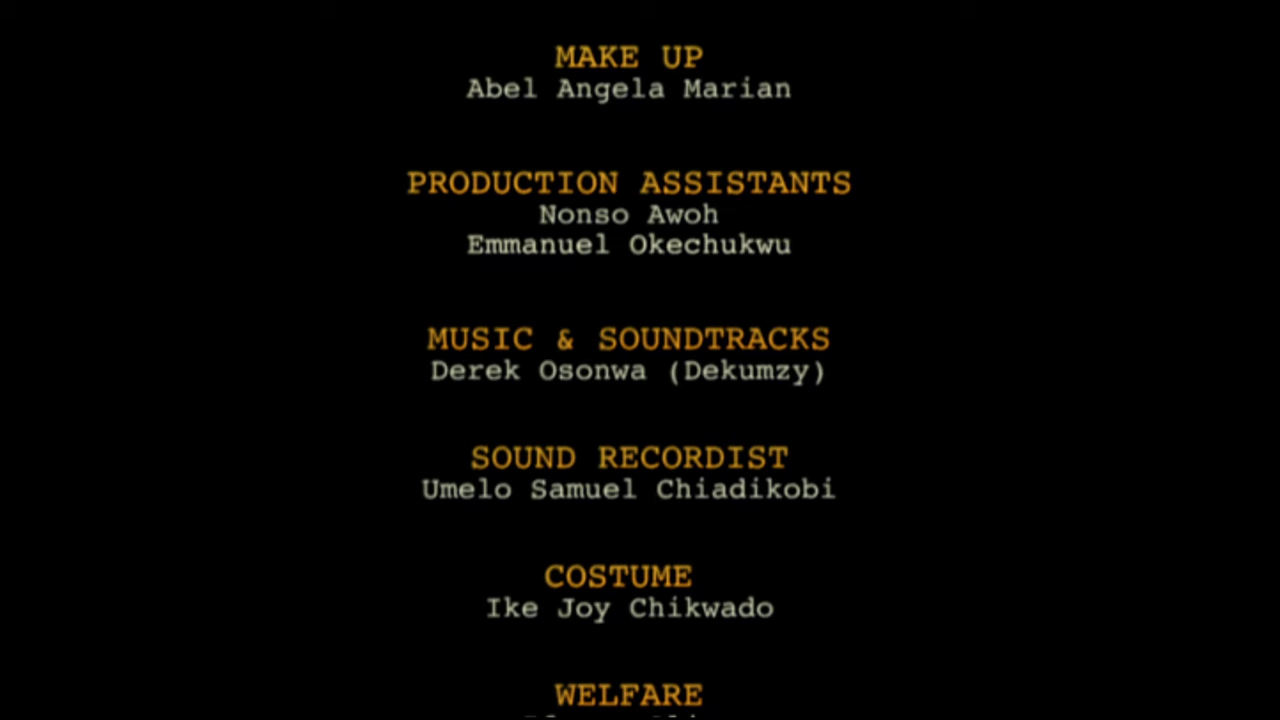 MAKE UP
Abel Angela Marian
PRODUCTION ASSISTANTS
Nonso Awoh
Emmanuel Okechukwu
MUSIC & SOUNDTRACKS
Derek Osonwa (Dekumzy)
SOUND RECORDIST
Umelo Samuel Chiadikobi
COSTUME
Ike Joy Chikwado
WELFARE